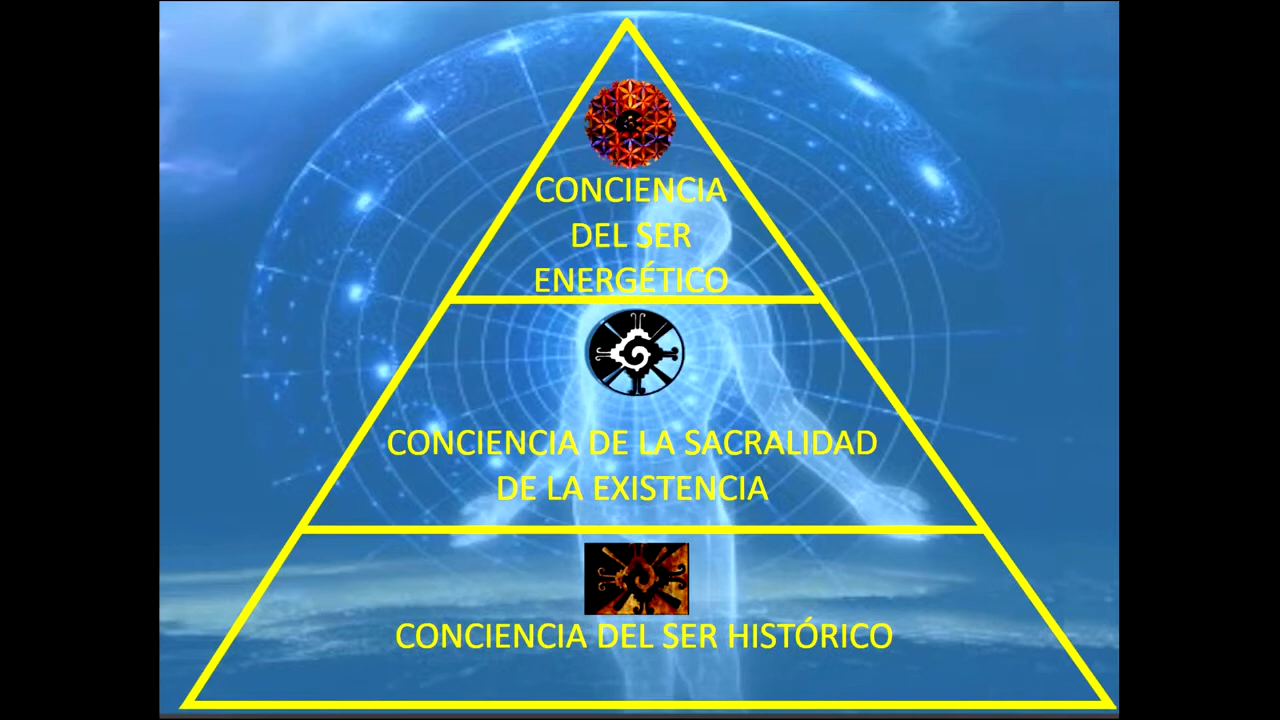 CONCIENCIA
DEL SER
ENERGÉTICO
CONCIENCIA DE LA SACRALIDAD
DE LA EXISTENCIA
CONCIENCIA DEL SER HISTÓRICO